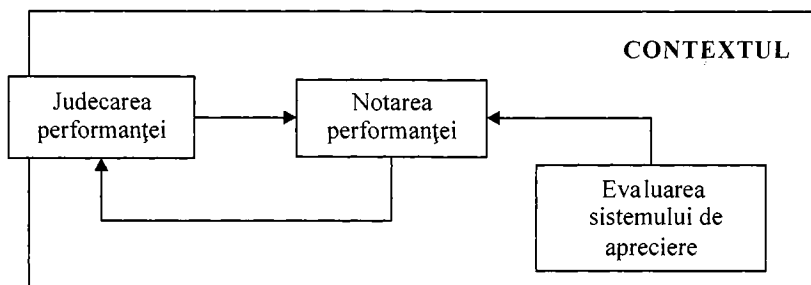 CONTEXTUL
Judecarea
performanţei
Notarea
performanţei
Evaluarea
sistemului de
apreciere